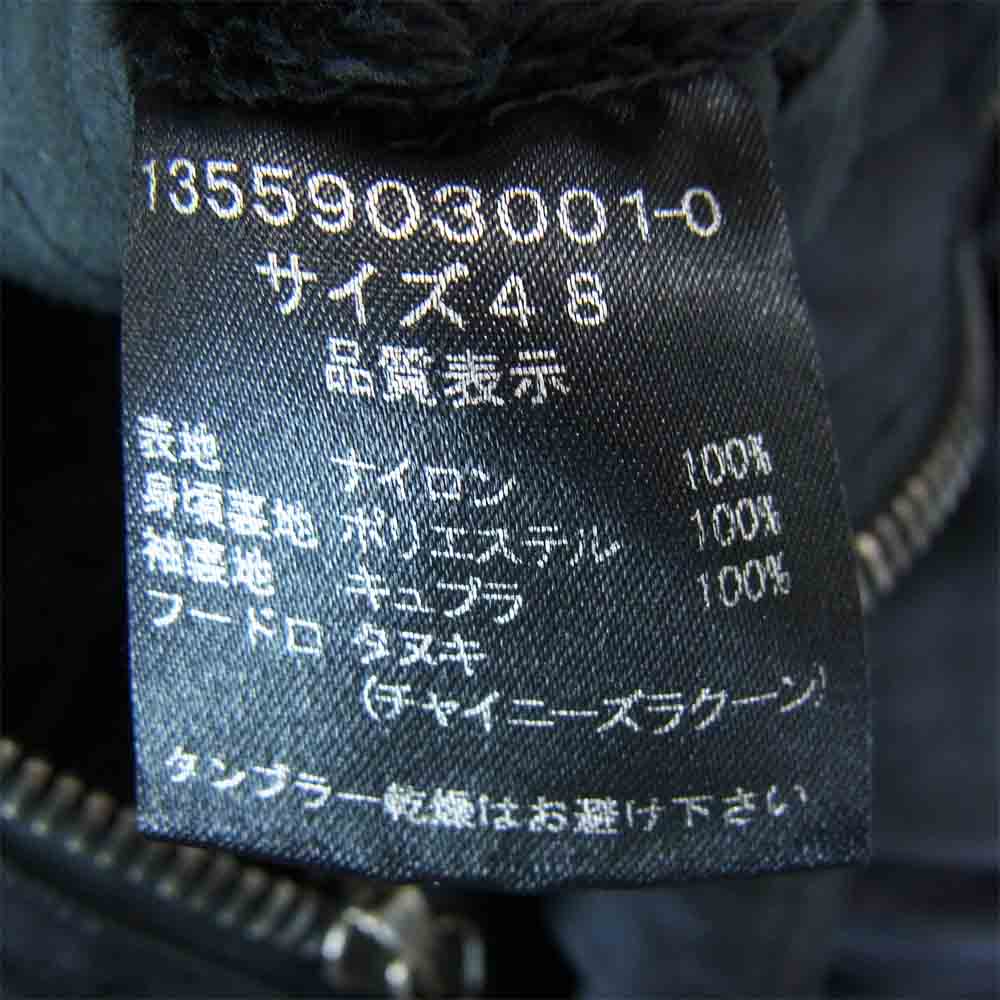 1355903001-0
サイズ48
品質表示
表地 ナイロン 100%
身頃裏地 ポリエステル 100%
袖裏地 キュプラ 100%
フード口 タヌキ
(チャイニーズラクーン)
タンブラー乾燥はお避け下さい